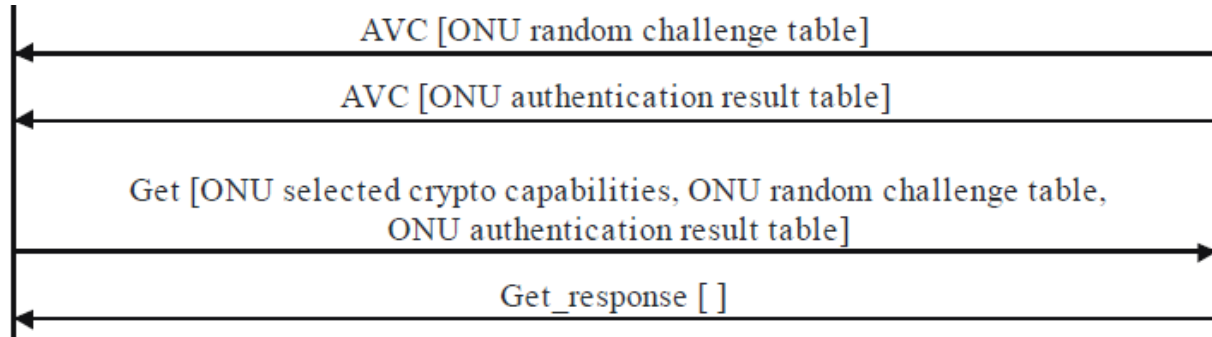 AVC [ONU random challenge table]
AVC [ONU authentication result table]
Get [ONU selected crypto capabilities, ONU random challenge table,
ONU authentication result table]
Get_response [ ]